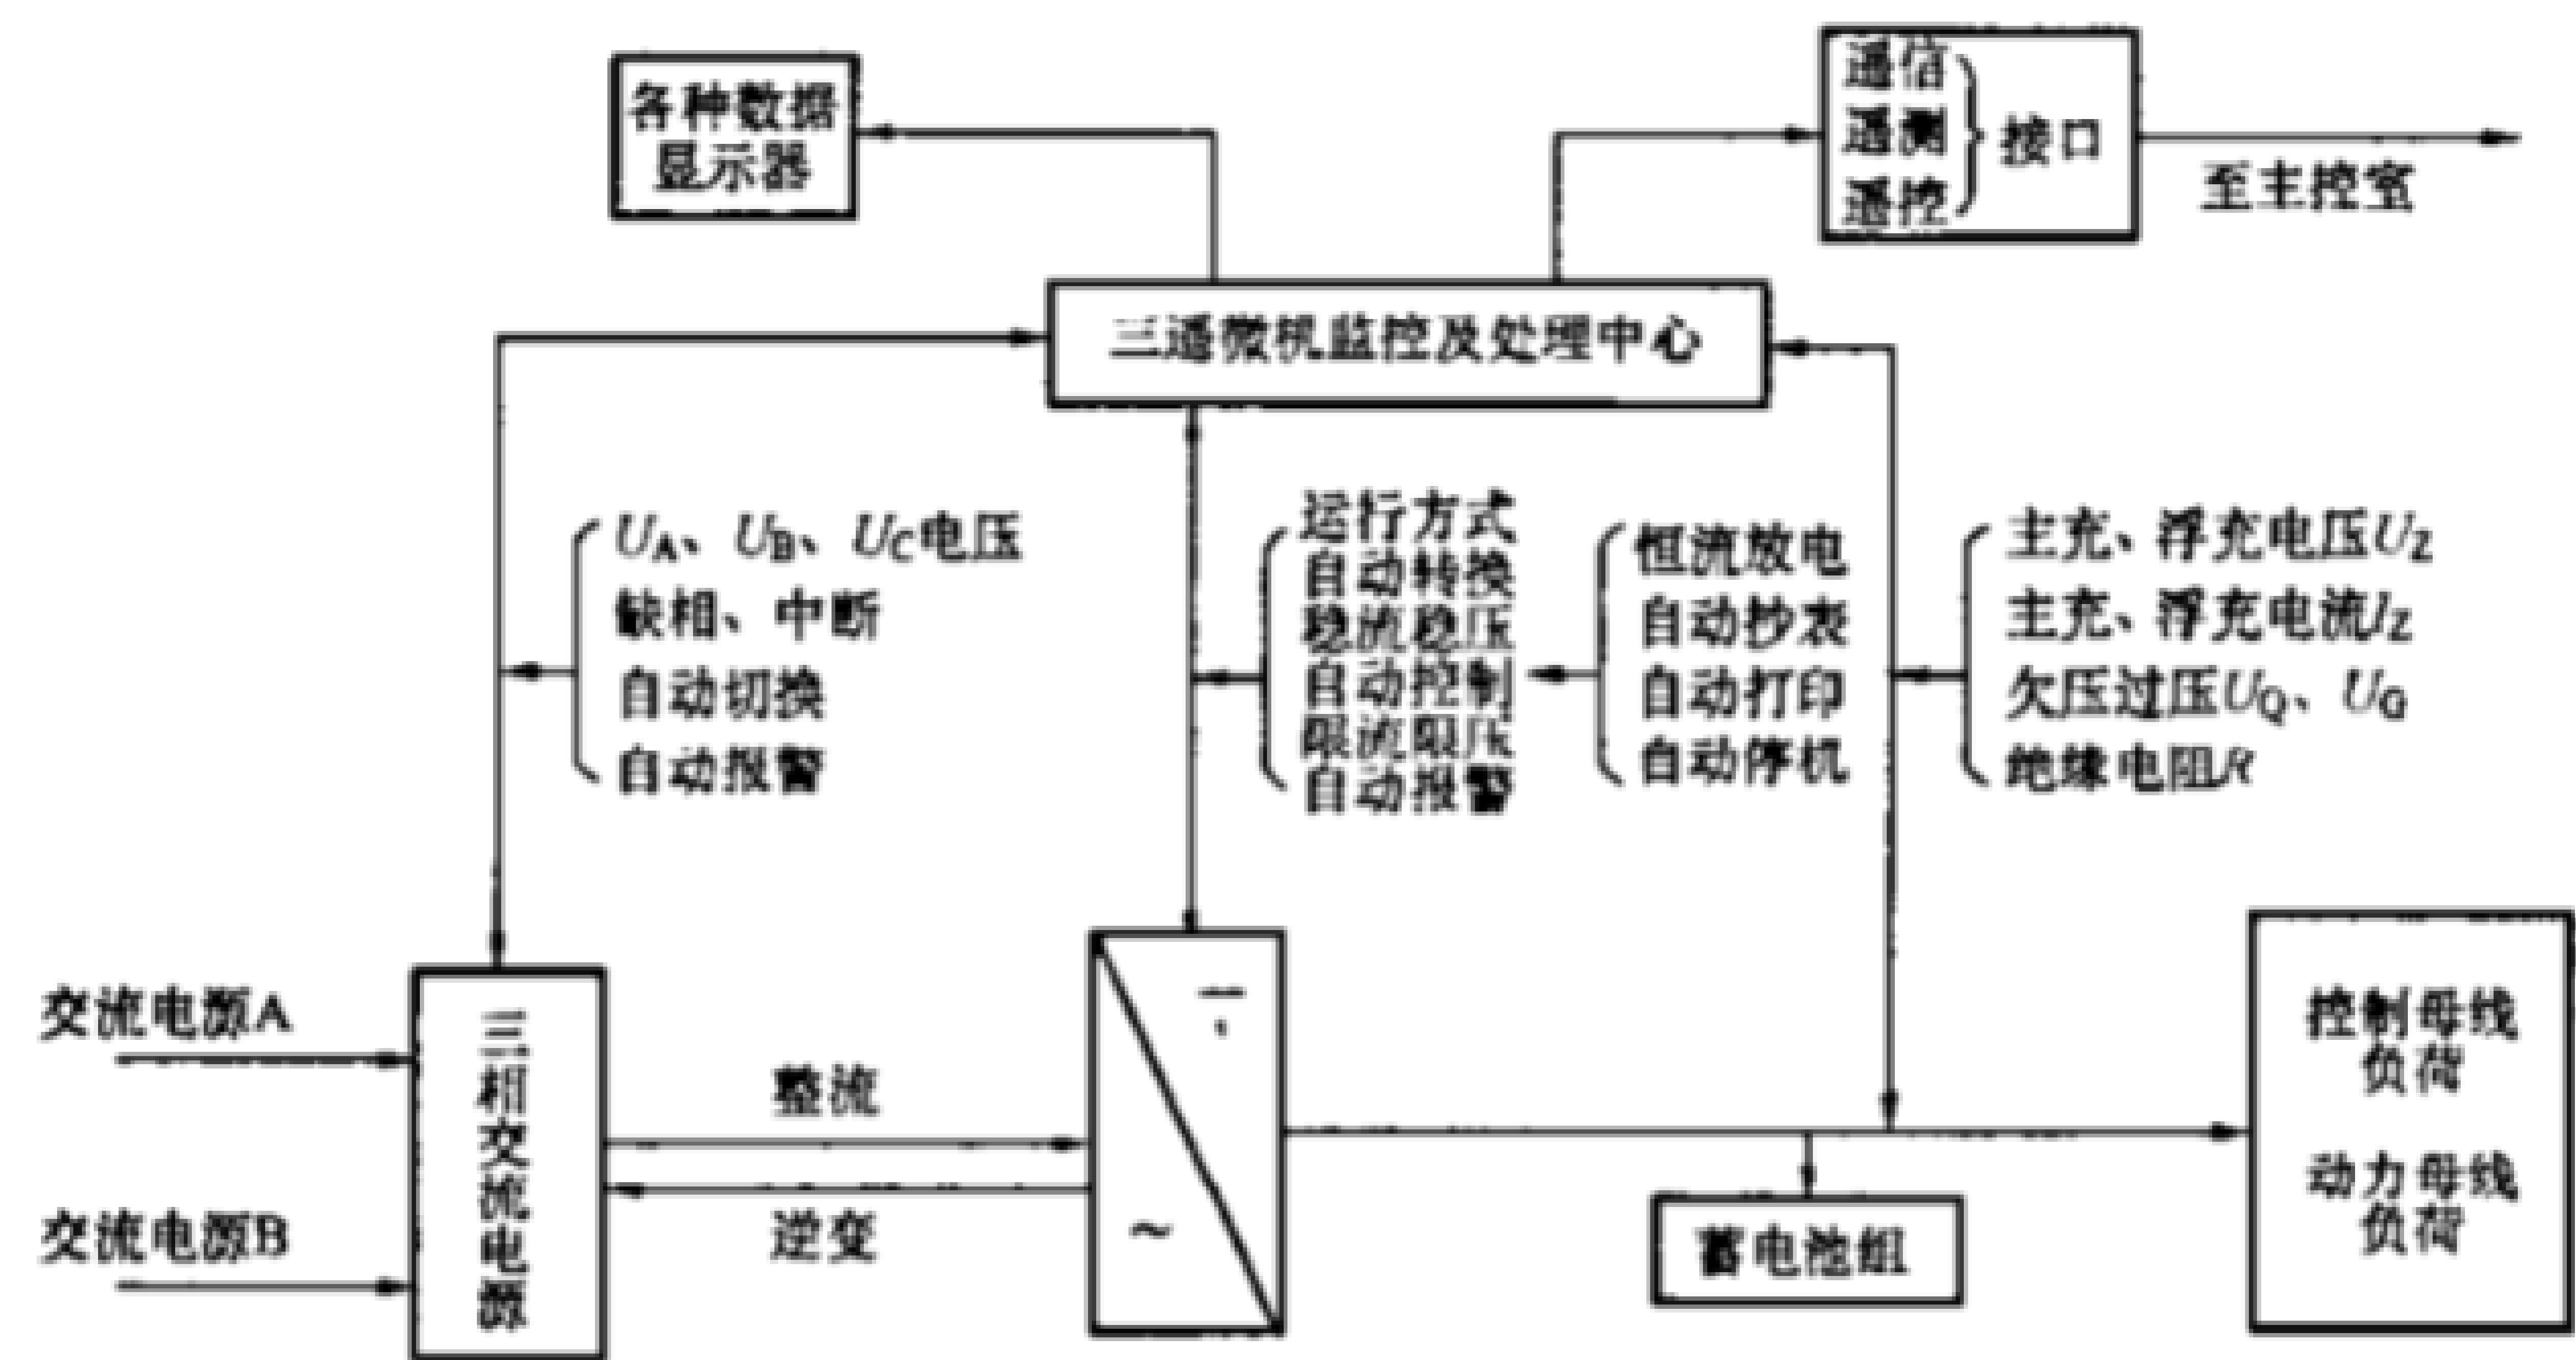 各种数据
显示器
通信
遥测
遥控
接口
至主控室
三遥微机监控及处理中心
U_A、U_B、U_C电压
缺相、中断
自动切换
自动报警
运行方式
自动转换
稳流稳压
自动控制
限流限压
自动报警
恒流放电
自动抄表
自动打印
自动停机
主充、浮充电压U_Z
主充、浮充电流I_Z
欠压过压U_Q、U_Q
绝缘电阻R
交流电源A
交流电源B
三相交流电源
整流
逆变
~
蓄电池组
控制母线
负荷
动力母线
负荷